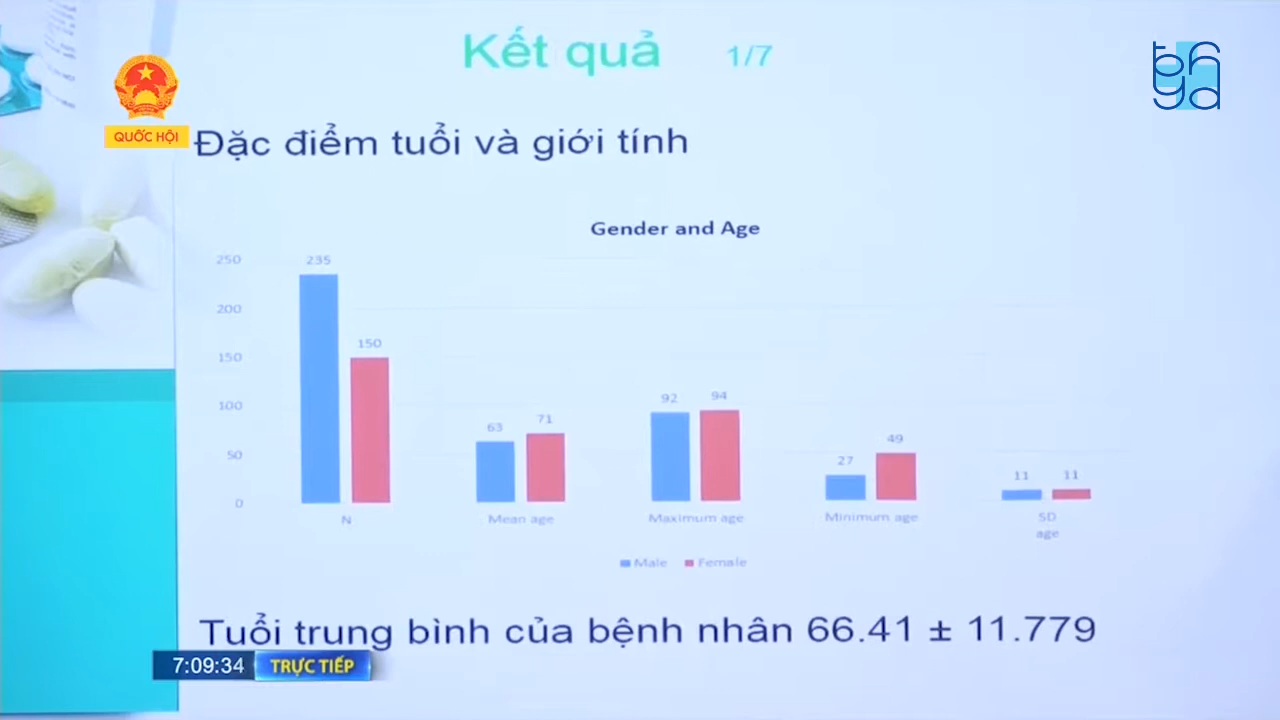 Kết quả 1/7
QUỐC HỘI
Đặc điểm tuổi và giới tính
Gender and Age
250
200
150
100
50
0
235
150
63
71
92
94
27
49
11
11
N
Mean age
Maximum age
Minimum age
SD
age
Male
Female
Tuổi trung bình của bệnh nhân 66.41 ± 11.779
7:09:34 TRỰC TIẾP